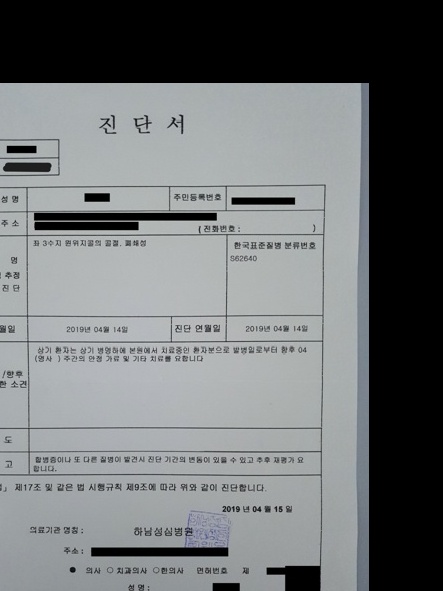 진 단 서
성 명
주민등록번호
주 소
( 전화번호 : )
좌 3수지 원위지골의 골절, 폐쇄성
한국표준질병 분류번호
명
S62640
추정
진 단
월일
2019년 04월 14일
진단 연월일
2019년 04월 14일
상기 환자는 상기 병명하에 본원에서 치료중인 환자분으로 발병일로부터 향후 04
(영사 ) 주간의 안정 가료 및 기타 치료를 요합니다
/향후
한 소견
도
고
합병증이나 또 다른 질병이 발견시 진단 기간의 변동이 있을 수 있고 추후 재평가 요
합니다.
」 제17조 및 같은 법 시행규칙 제9조에 따라 위와 같이 진단합니다.
2019 년 04 월 15 일
의료기관 명칭 : 하남성심병원
주소 :
● 의사 ○ 치과의사 ○ 한의사 면허번호 제
성 명 :